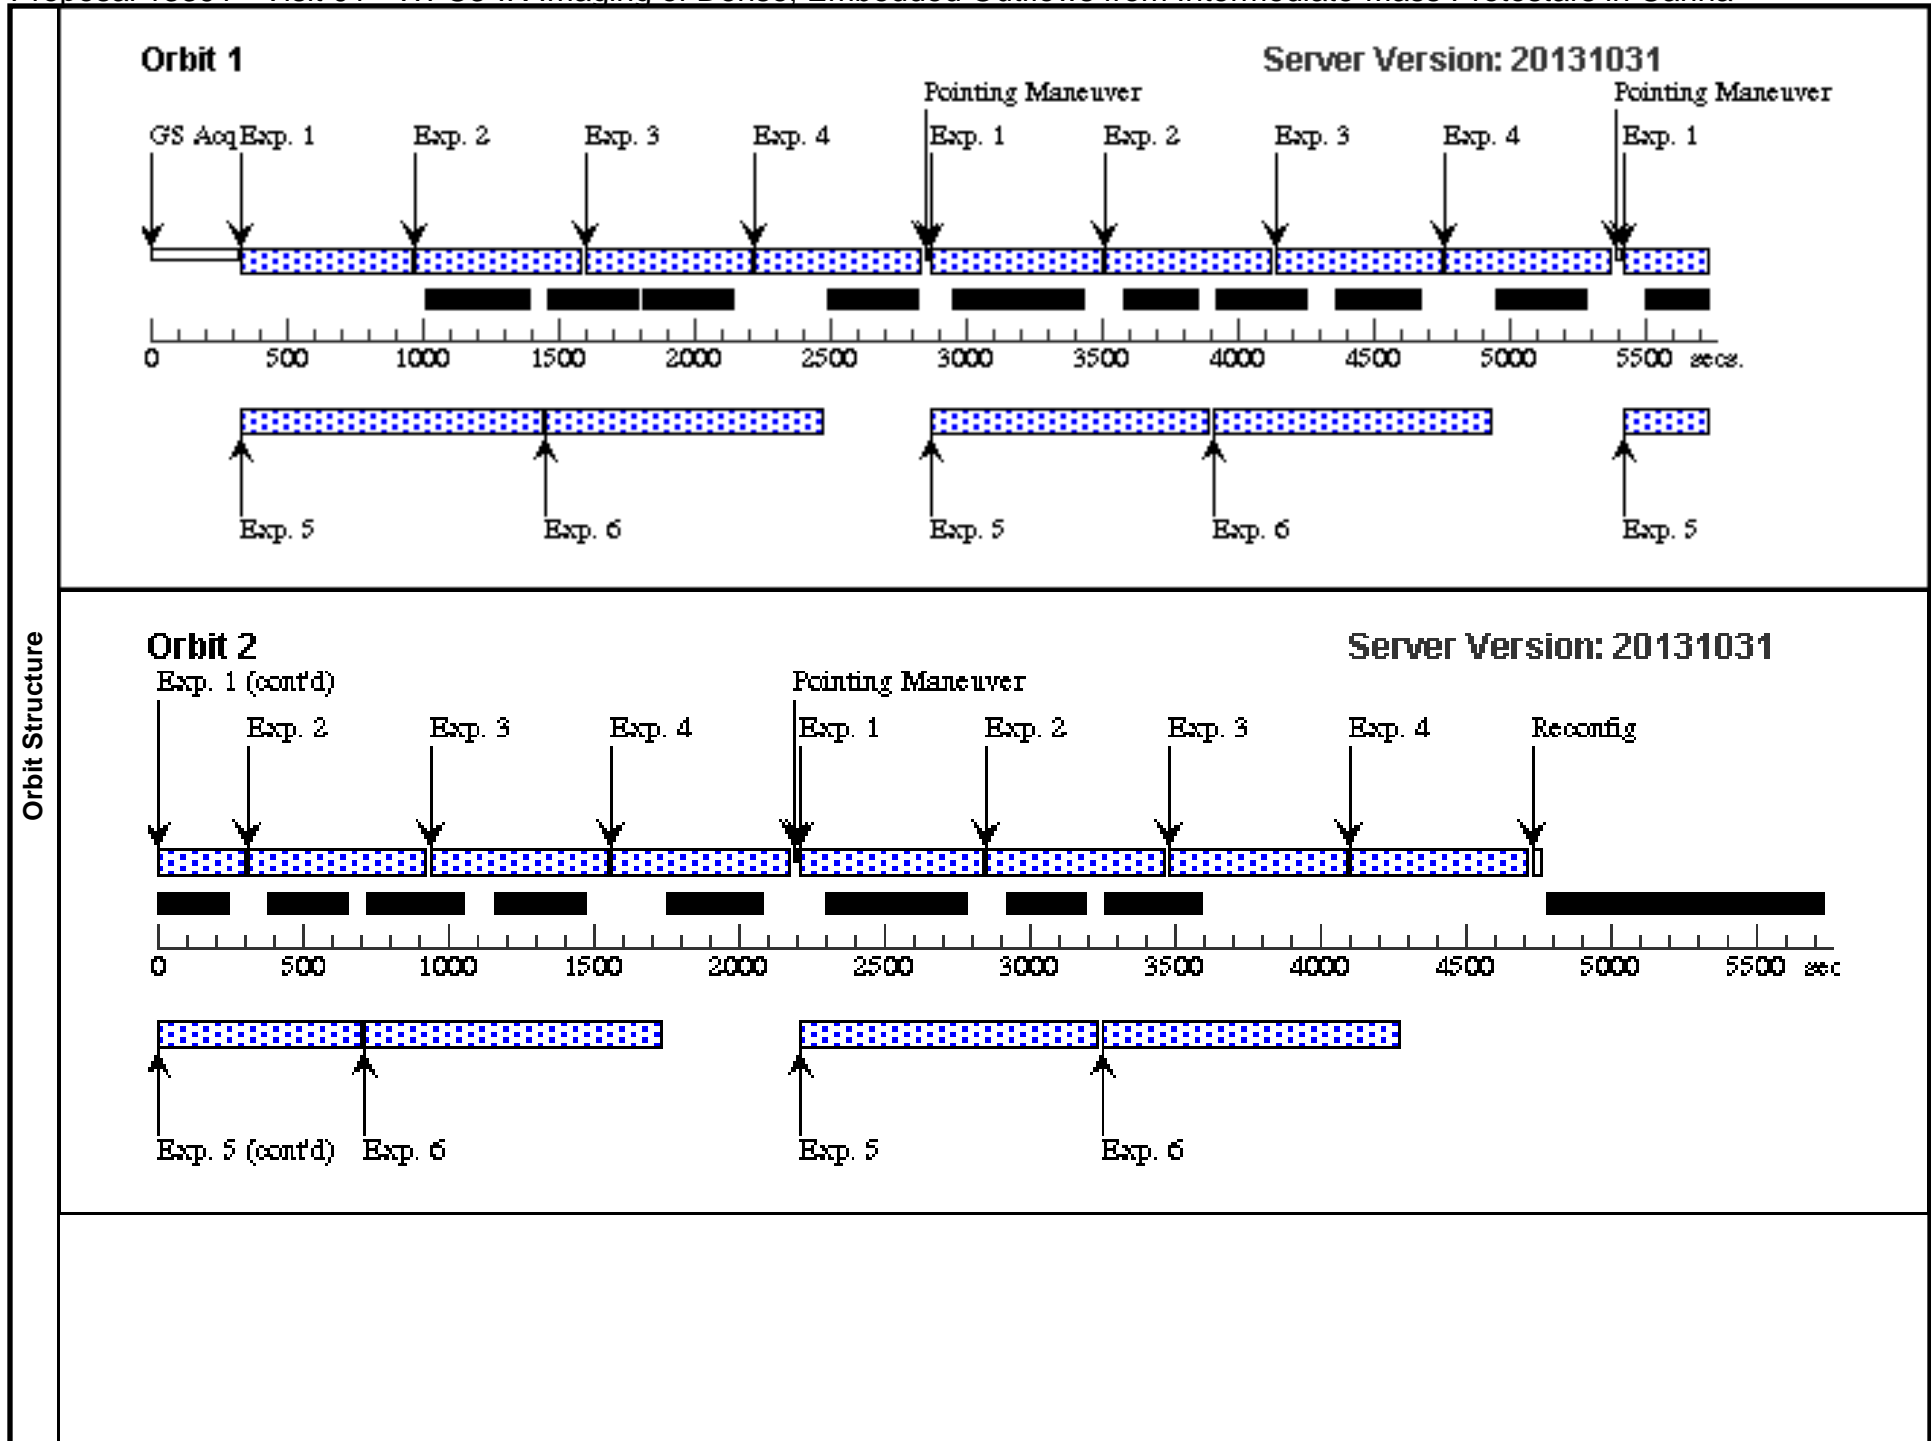 Orbit Structure
Orbit 1
Server Version: 20131031
Pointing Maneuver Pointing Maneuver
GS Acq Exp. 1 Exp. 2 Exp. 3 Exp. 4 Exp. 1 Exp. 2 Exp. 3 Exp. 4 Exp. 1
0 500 1000 1500 2000 2500 3000 3500 4000 4500 5000 5500 secs.
Exp. 5 Exp. 6 Exp. 5 Exp. 6 Exp. 5
Orbit 2
Server Version: 20131031
Exp. 1 (cont'd) Pointing Maneuver
Exp. 2 Exp. 3 Exp. 4 Exp. 1 Exp. 2 Exp. 3 Exp. 4 Reconfig
0 500 1000 1500 2000 2500 3000 3500 4000 4500 5000 5500 sec
Exp. 5 (cont'd) Exp. 6 Exp. 5 Exp. 6